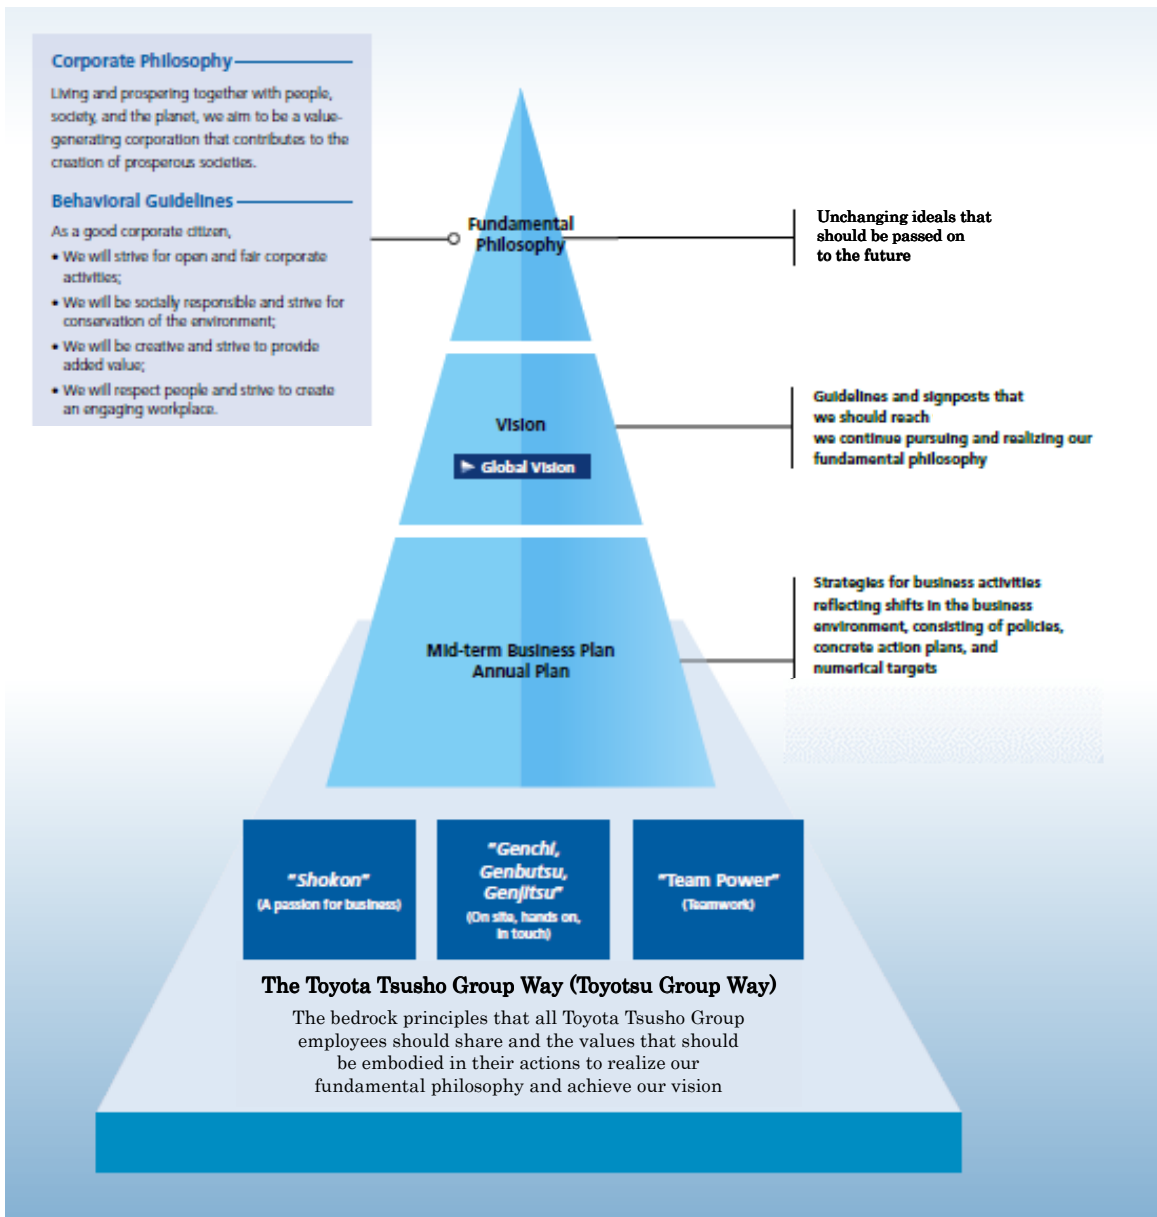 Corporate Philosophy
Living and prospering together with people,
society, and the planet, we aim to be a value-
generating corporation that contributes to the
creation of prosperous societies.
Behavioral Guidelines
As a good corporate citizen,
• We will strive for open and fair corporate
activities;
• We will be socially responsible and strive for
conservation of the environment;
• We will be creative and strive to provide
added value;
• We will respect people and strive to create
an engaging workplace.
Fundamental
Philosophy
Unchanging ideals that
should be passed on
to the future
Vision
► Global Vision
Guidelines and signposts that
we should reach
we continue pursuing and realizing our
fundamental philosophy
Mid-term Business Plan
Annual Plan
Strategies for business activities
reflecting shifts in the business
environment, consisting of policies,
concrete action plans, and
numerical targets
"Shokon"
(A passion for business)
"Genchi,
Genbutsu,
Genjitsu"
(On site, hands on,
in touch)
"Team Power"
(Teamwork)
The Toyota Tsusho Group Way (Toyotsu Group Way)
The bedrock principles that all Toyota Tsusho Group
employees should share and the values that should
be embodied in their actions to realize our
fundamental philosophy and achieve our vision